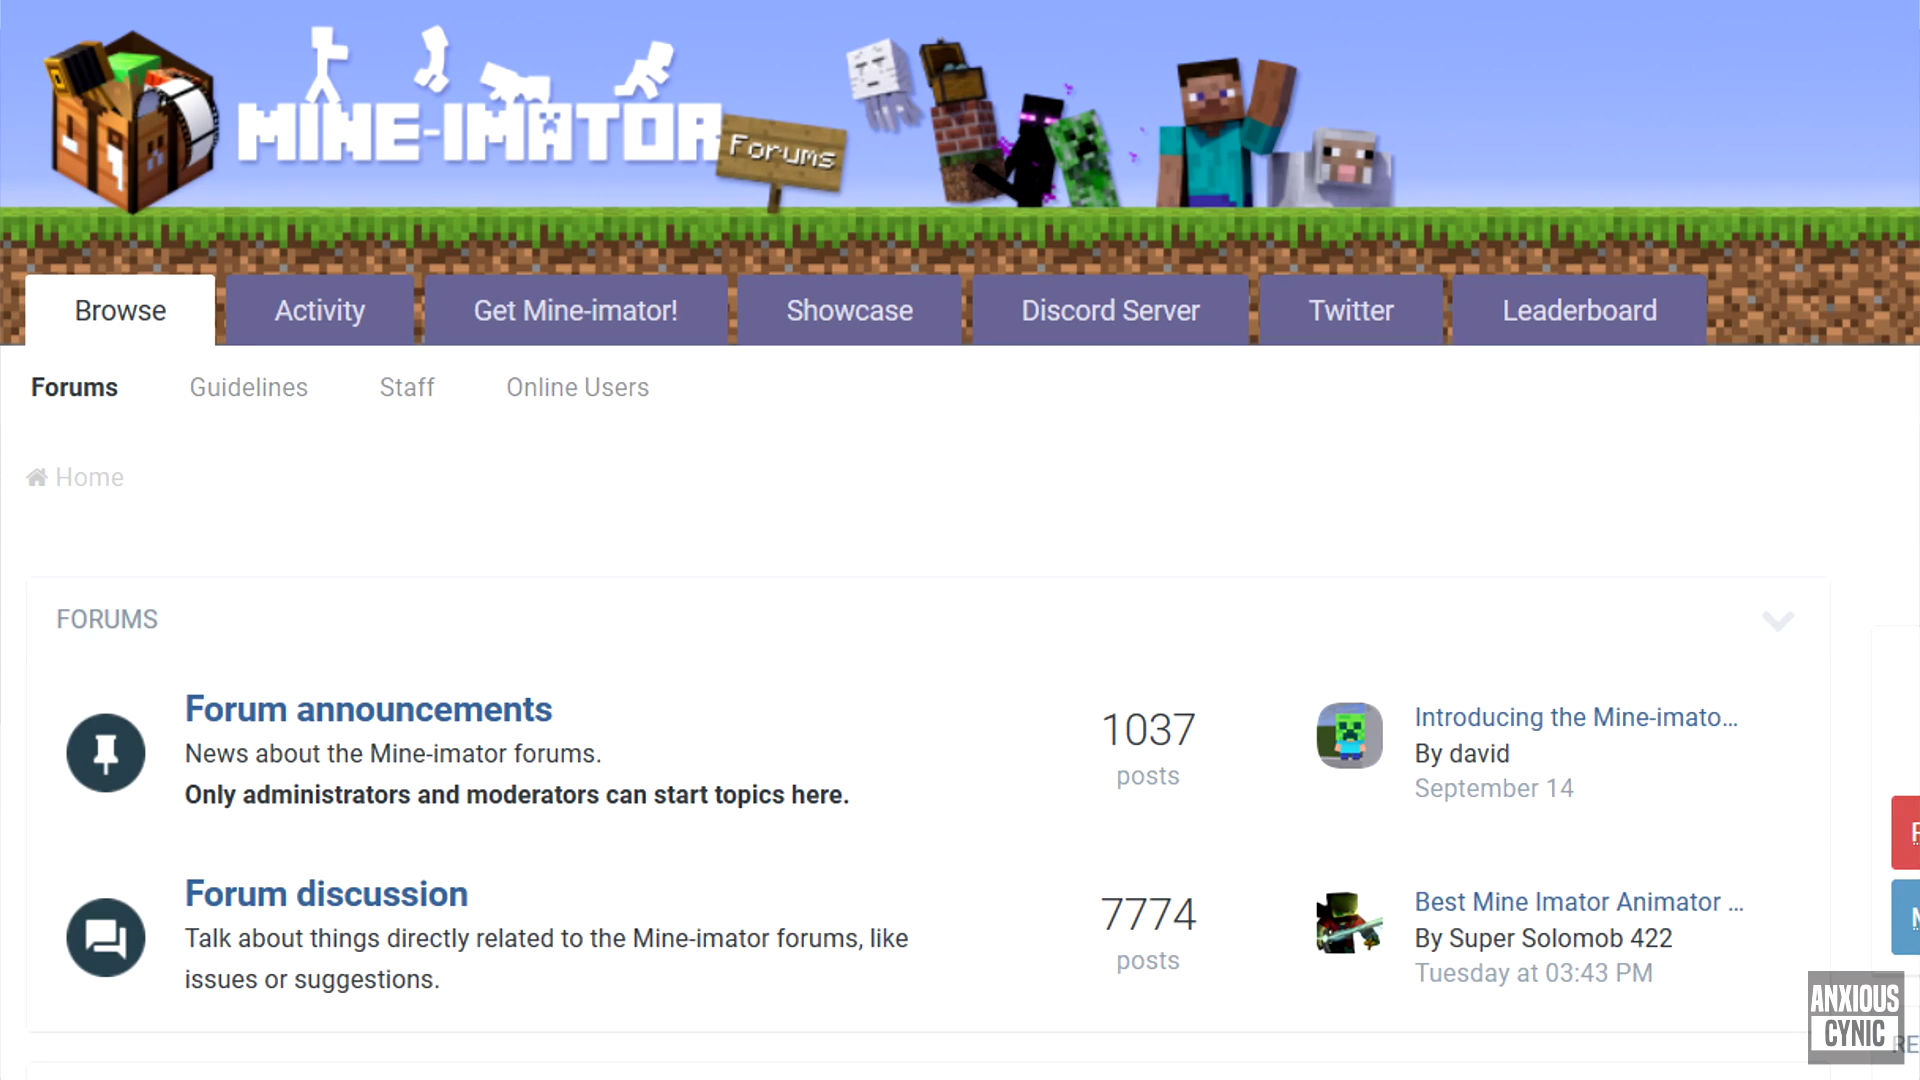 MINE-IMATOR
Forums
Browse
Activity
Get Mine-imator!
Showcase
Discord Server
Twitter
Leaderboard
Forums
Guidelines
Staff
Online Users
Home
FORUMS
Forum announcements
News about the Mine-imator forums.
Only administrators and moderators can start topics here.
1037
posts
Introducing the Mine-imato...
By david
September 14
Forum discussion
Talk about things directly related to the Mine-imator forums, like
issues or suggestions.
7774
posts
Best Mine Imator Animator ...
By Super Solomob 422
Tuesday at 03:43 PM
ANXIOUS
CYNIC
RE